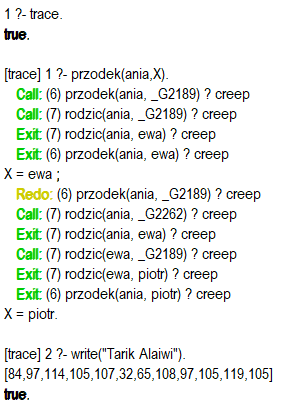 1 ?- trace.
true.
[trace] 1 ?- przodek(ania,X).
Call: (6) przodek(ania, _G2189) ? creep
Call: (7) rodzic(ania, _G2189) ? creep
Exit: (7) rodzic(ania, ewa) ? creep
Exit: (6) przodek(ania, ewa) ? creep
X = ewa ;
Redo: (6) przodek(ania, _G2189) ? creep
Call: (7) rodzic(ania, _G2262) ? creep
Exit: (7) rodzic(ania, ewa) ? creep
Call: (7) rodzic(ewa, _G2189) ? creep
Exit: (7) rodzic(ewa, piotr) ? creep
Exit: (6) przodek(ania, piotr) ? creep
X = piotr.
[trace] 2 ?- write("Tarik Alaiwi").
[84,97,114,105,107,32,65,108,97,105,119,105]
true.